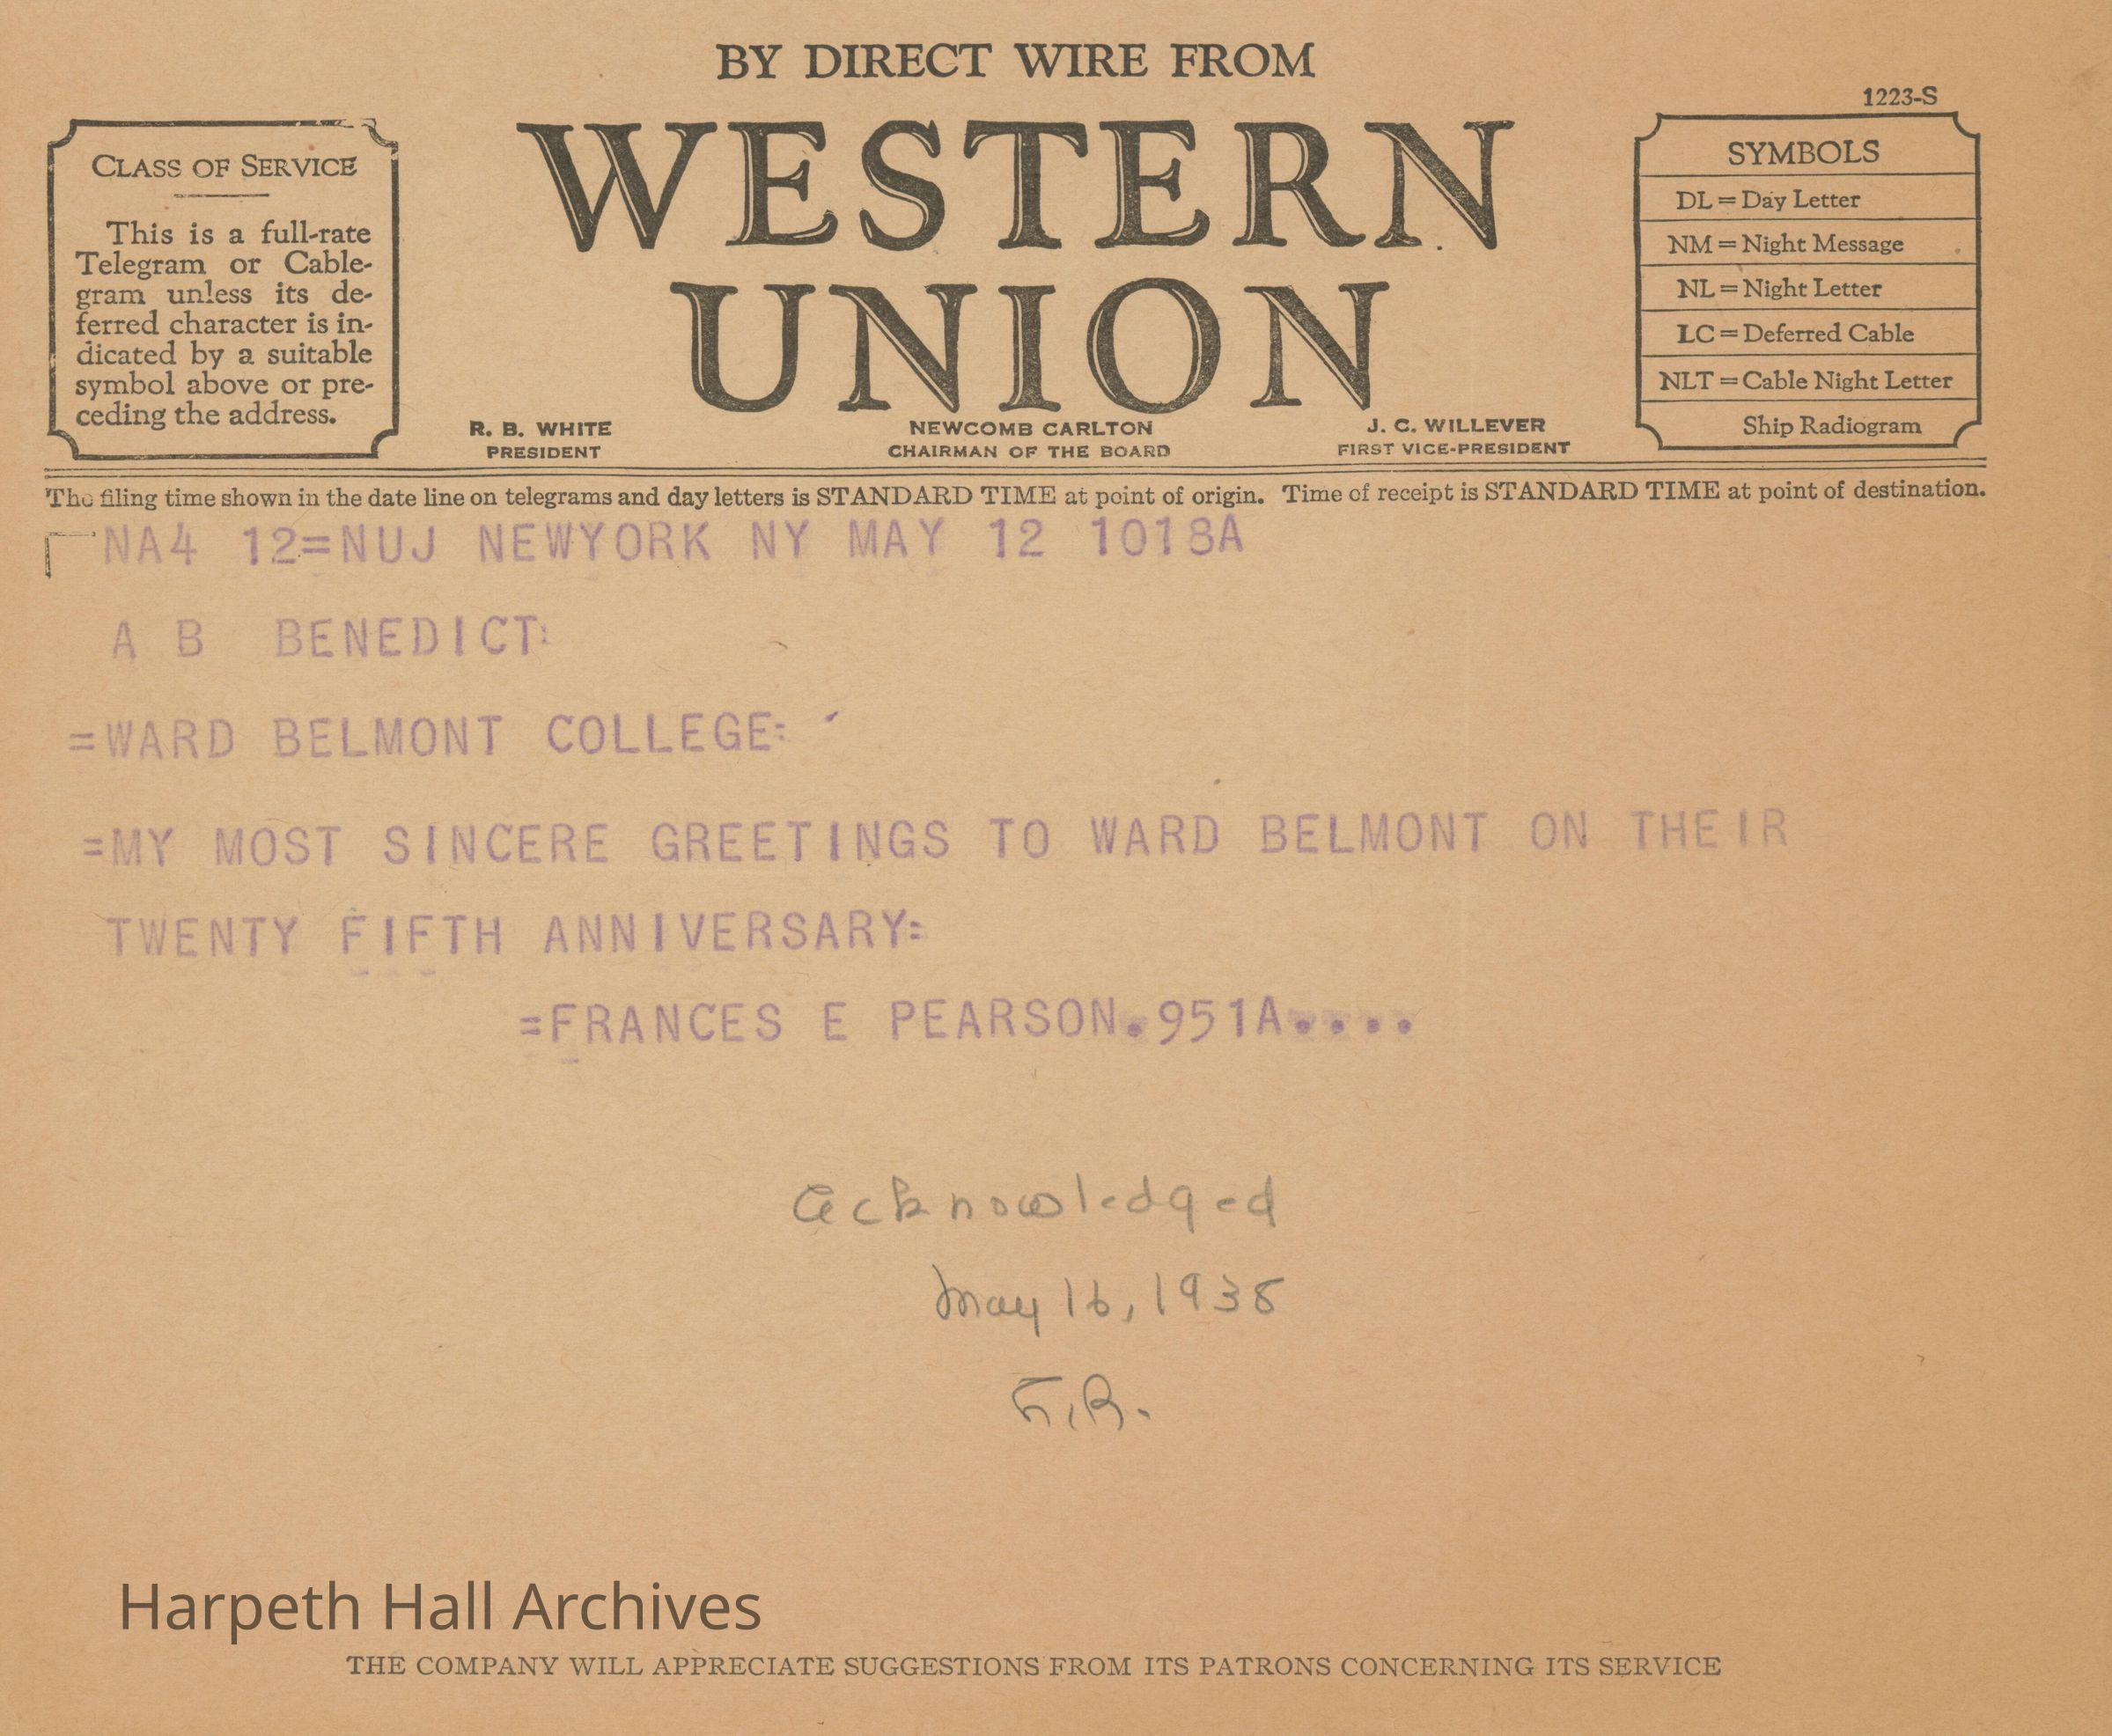 BY DIRECT WIRE FROM
WESTERN
UNION
1223-S
CLASS OF SERVICE
This is a full-rate
Telegram or Cable-
gram unless its de-
ferred character is in-
dicated by a suitable
symbol above or pre-
ceding the address.
R. B. WHITE
PRESIDENT
NEWCOMB CARLTON
CHAIRMAN OF THE BOARD
J. C. WILLEVER
FIRST VICE-PRESIDENT
SYMBOLS
DL = Day Letter
NM = Night Message
NL = Night Letter
LC = Deferred Cable
NLT = Cable Night Letter
Ship Radiogram
The filing time shown in the date line on telegrams and day letters is STANDARD TIME at point of origin. Time of receipt is STANDARD TIME at point of destination.
NA4 12=NUJ NEWYORK NY MAY 12 1018A
A B BENEDICT:
=WARD BELMONT COLLEGE:
=MY MOST SINCERE GREETINGS TO WARD BELMONT ON THEIR
TWENTY FIFTH ANNIVERSARY=
=FRANCES E PEARSON.951A....
Acknowledged
May 16, 1938
F.R.
Harpeth Hall Archives
THE COMPANY WILL APPRECIATE SUGGESTIONS FROM ITS PATRONS CONCERNING ITS SERVICE